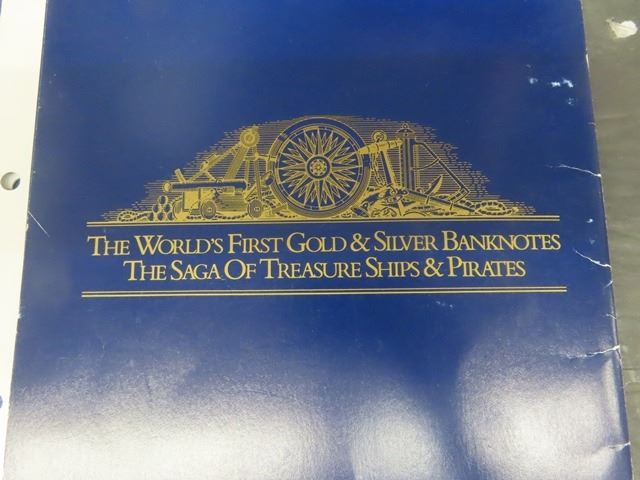 The World's First Gold & Silver Banknotes
The Saga Of Treasure Ships & Pirates